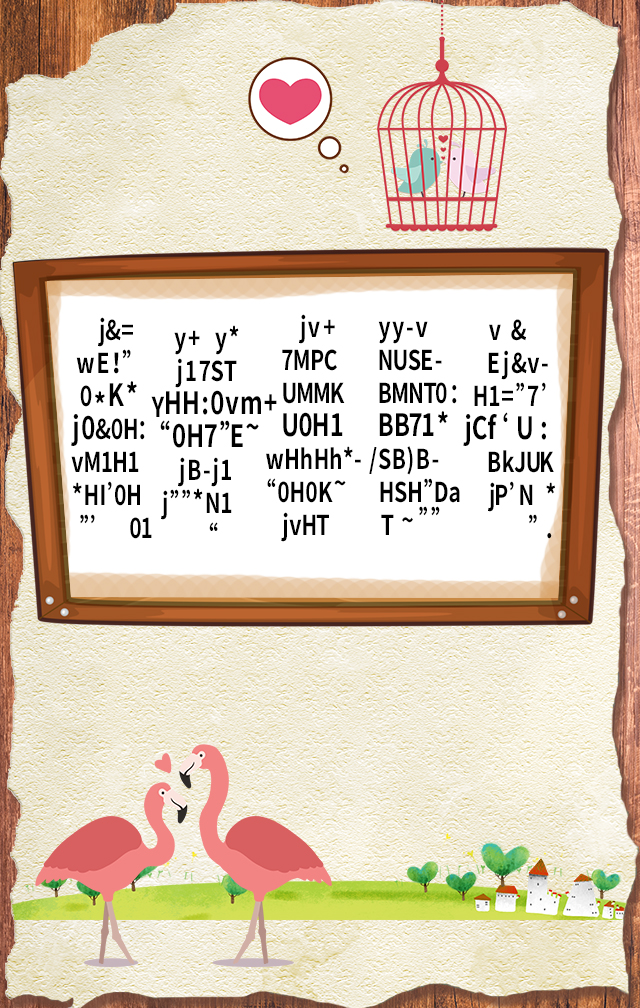 j&=
wE!”
0*K*
j0&0H:
vM1H1
*HI’0H
”’ 01
y+ y*
j17ST
YHH:0vm+
“0H7”E~
jB-j1
j””*N1
“
jv+
7MPC
UMMK
U0H1
wHhHh*-
“0H0K~
jvHT
yy-v
NUSE-
BMNT0:
BB71*
/SB)B-
HSH”Da
T ~””
v &
Ej&v-
H1=”7’
jCf‘U:
BkJUK
jP’N *
” .